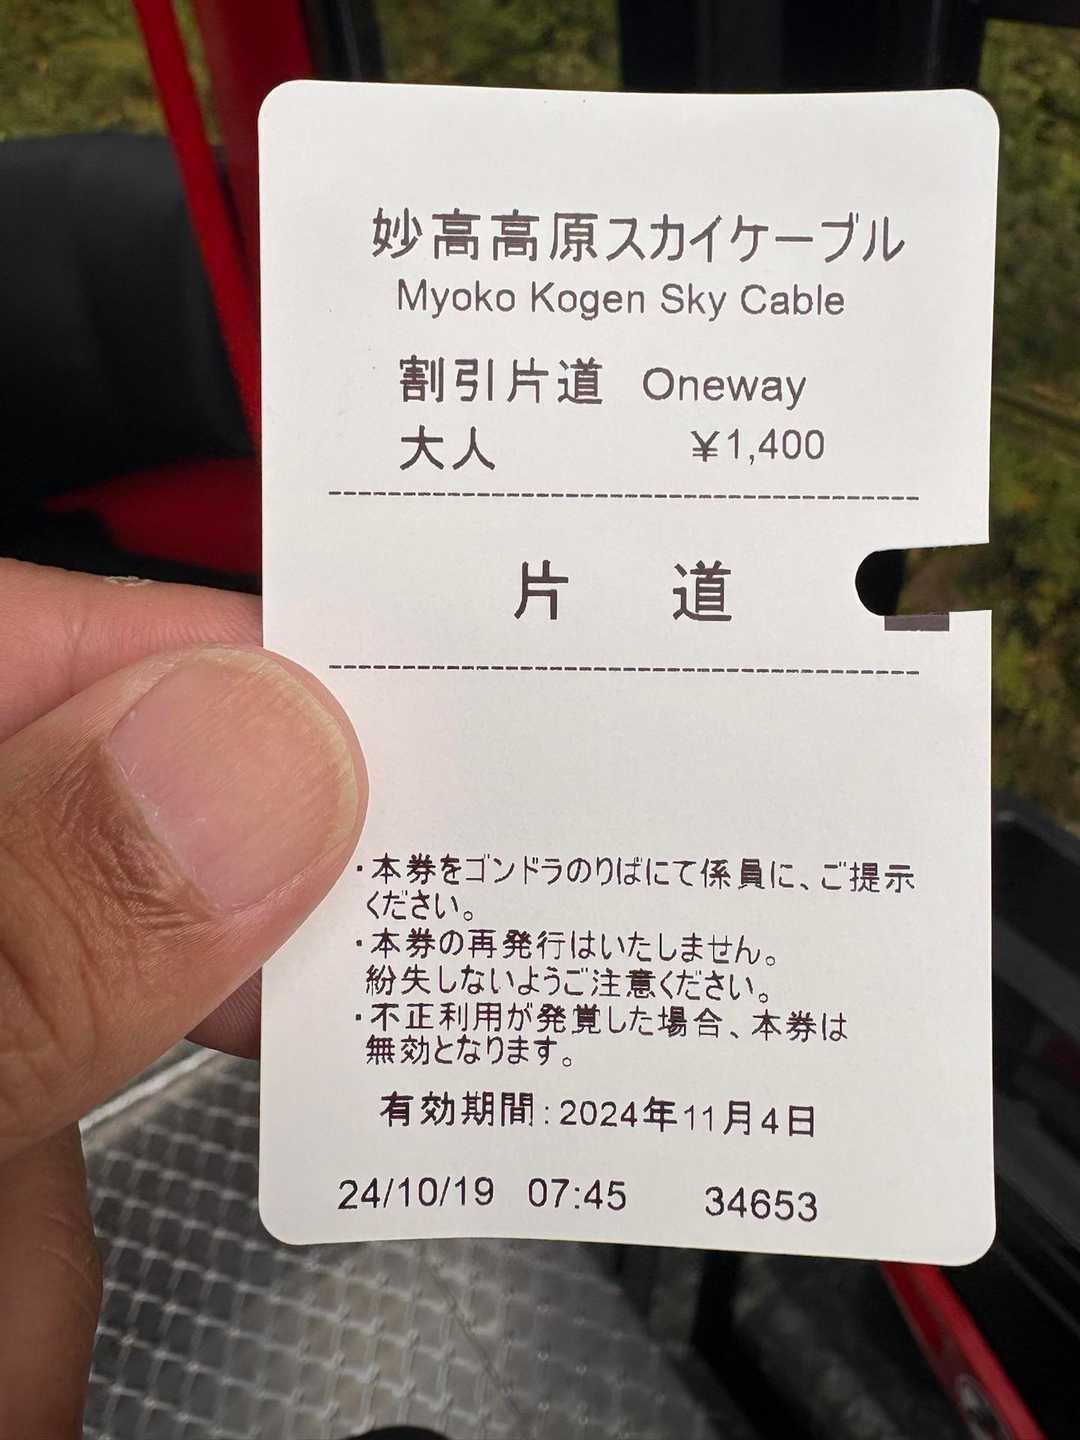 妙高高原スカイケーブル
Myoko Kogen Sky Cable
割引片道 Oneway
大人 ¥1,400
片 道
・本券をゴンドラのりばにて係員に、ご提示
ください。
・本券の再発行はいたしません。
紛失しないようご注意ください。
・不正利用が発覚した場合、本券は
無効となります。
有効期間:2024年11月4日
24/10/19 07:45 34653